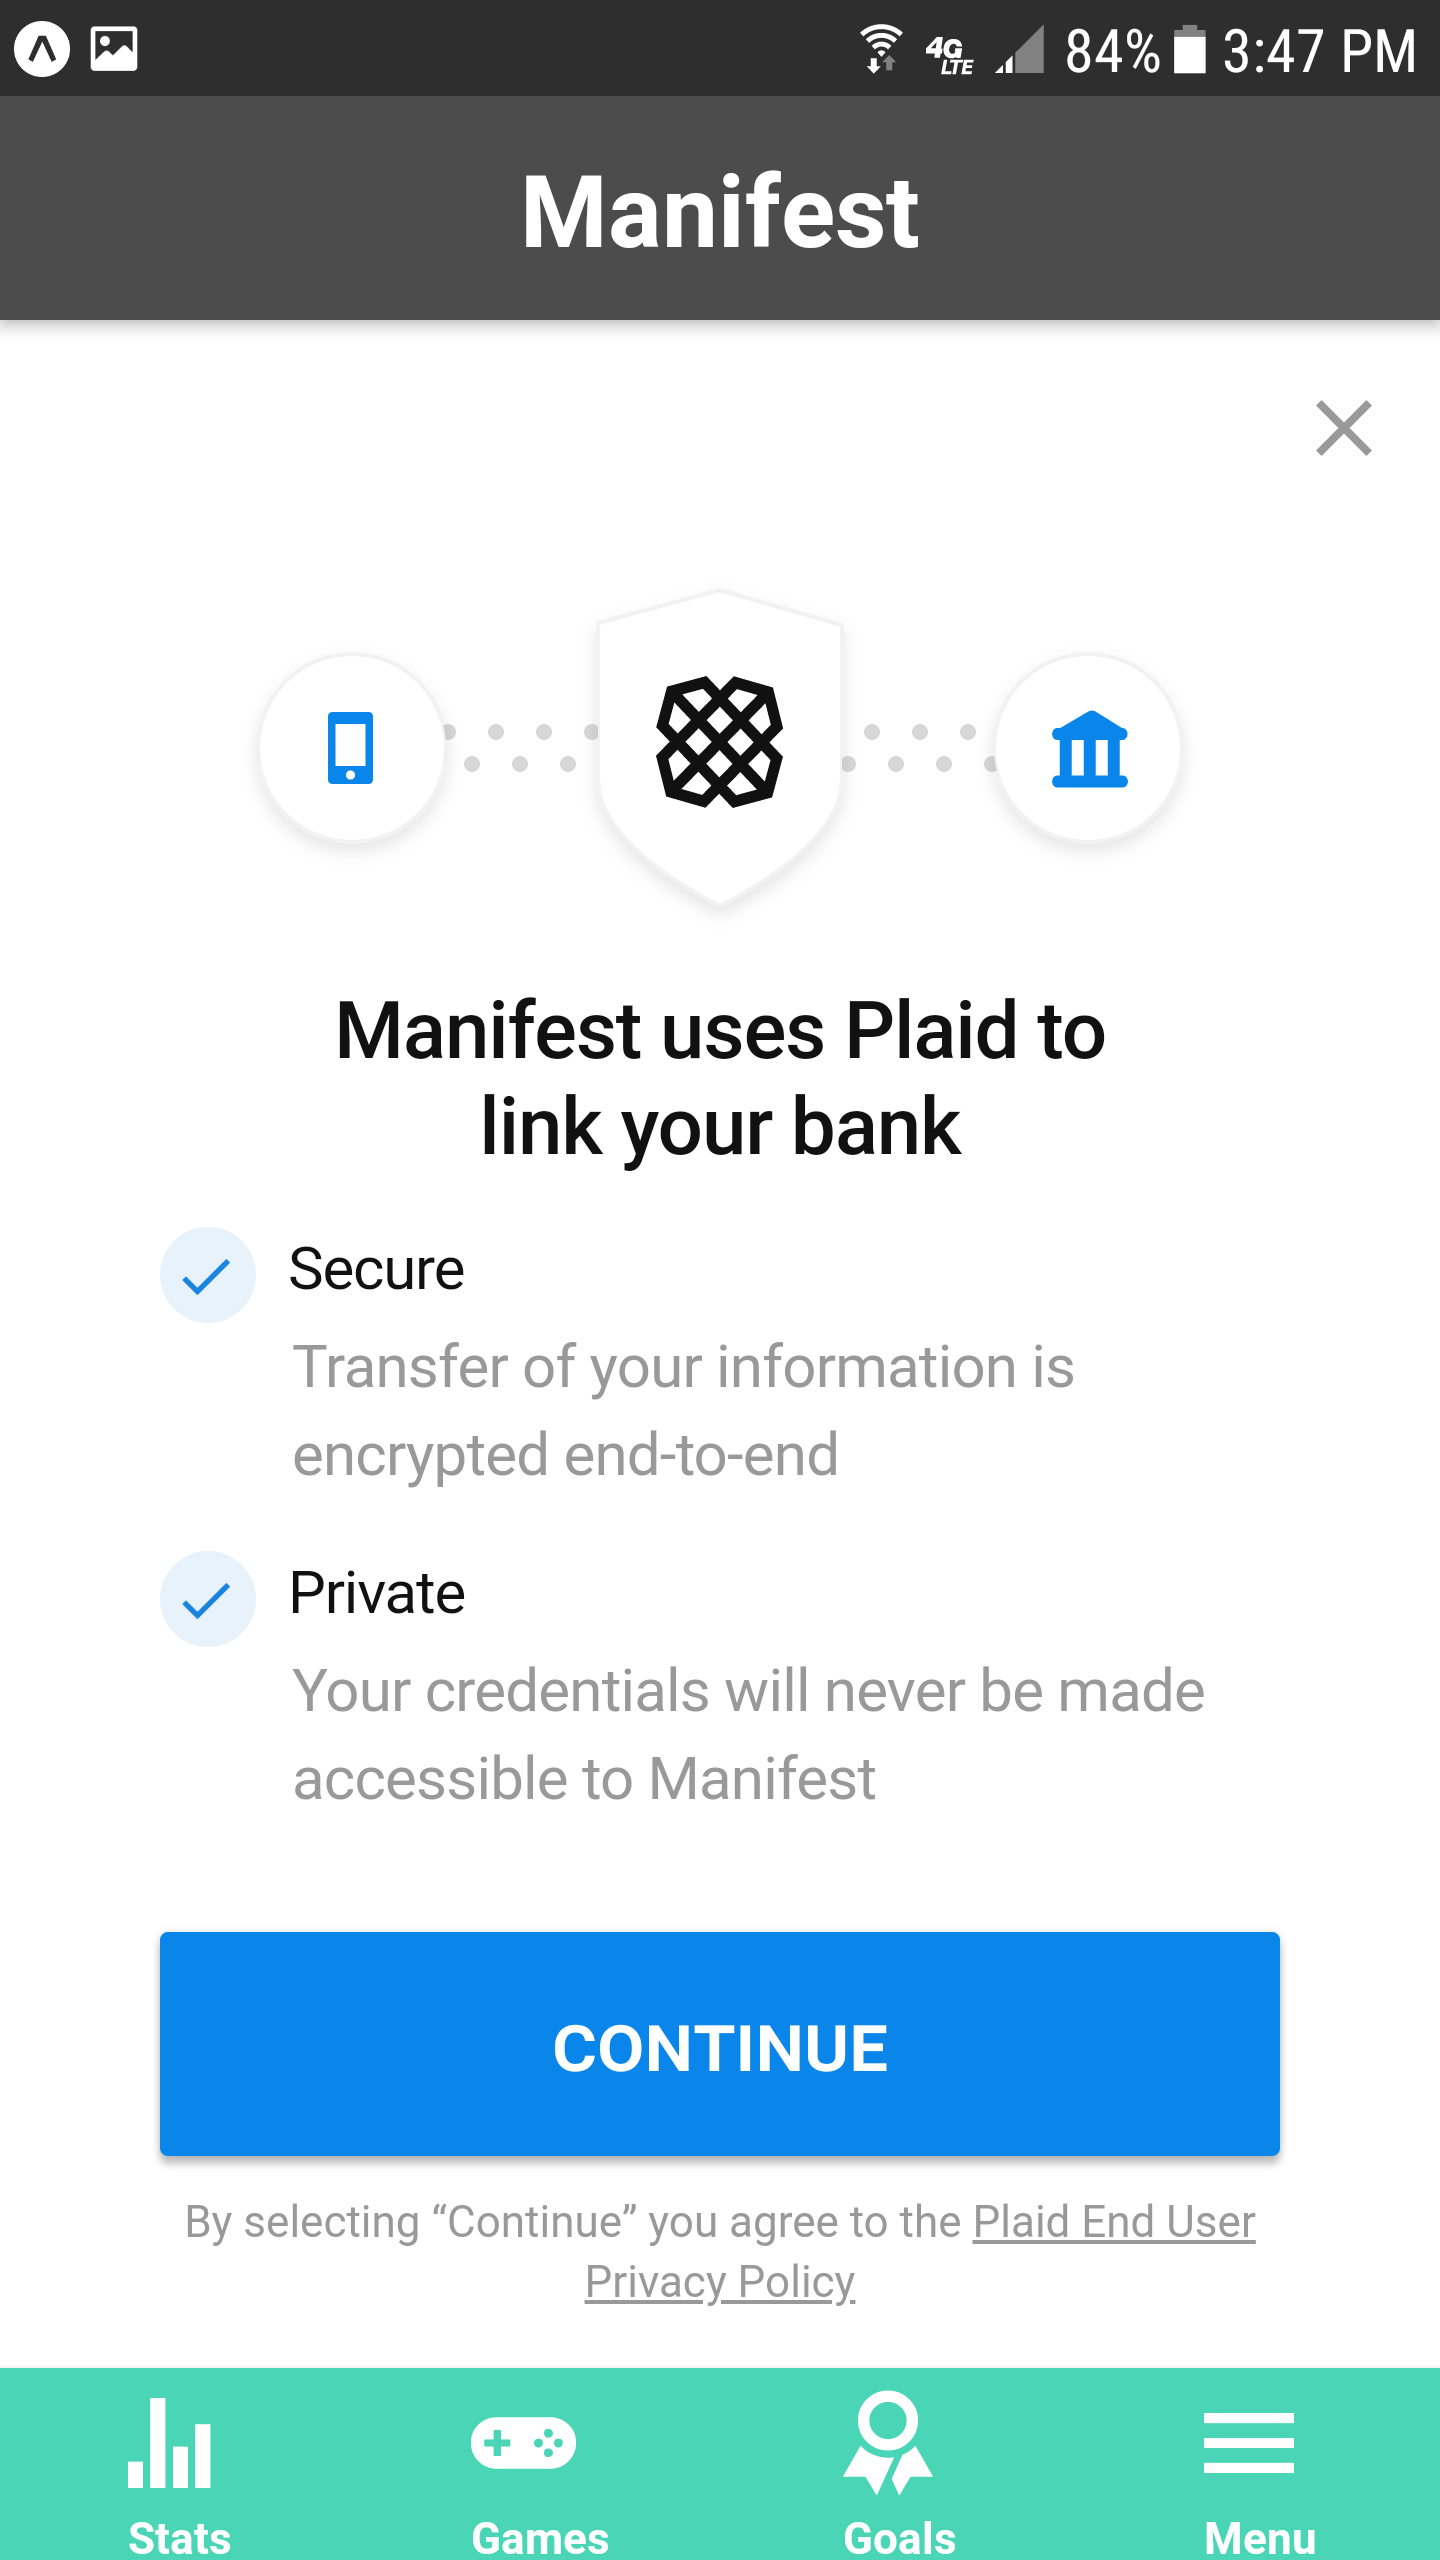 4G LTE 84% 3:47 PM
Manifest
Manifest uses Plaid to
link your bank
Secure
Transfer of your information is
encrypted end-to-end
Private
Your credentials will never be made
accessible to Manifest
CONTINUE
By selecting “Continue” you agree to the Plaid End User
Privacy Policy
Stats Games Goals Menu